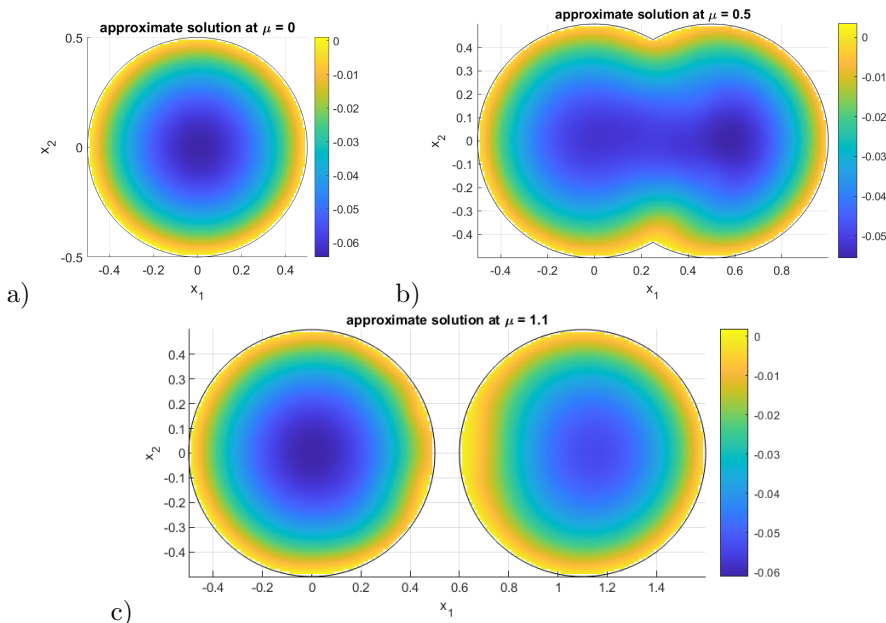 approximate solution at μ = 0
0.5
0
-0.5
x2
-0.4 -0.2 0 0.2 0.4
x1
0
-0.01
-0.02
-0.03
-0.04
-0.05
-0.06
a)
approximate solution at μ = 0.5
0.4
0.3
0.2
0.1
0
-0.1
-0.2
-0.3
-0.4
x2
-0.4 -0.2 0 0.2 0.4 0.6 0.8
x1
0
-0.01
-0.02
-0.03
-0.04
-0.05
b)
approximate solution at μ = 1.1
0.4
0.3
0.2
0.1
0
-0.1
-0.2
-0.3
-0.4
x2
-0.4 -0.2 0 0.2 0.4 0.6 0.8 1 1.2 1.4
x1
0
-0.01
-0.02
-0.03
-0.04
-0.05
-0.06
c)